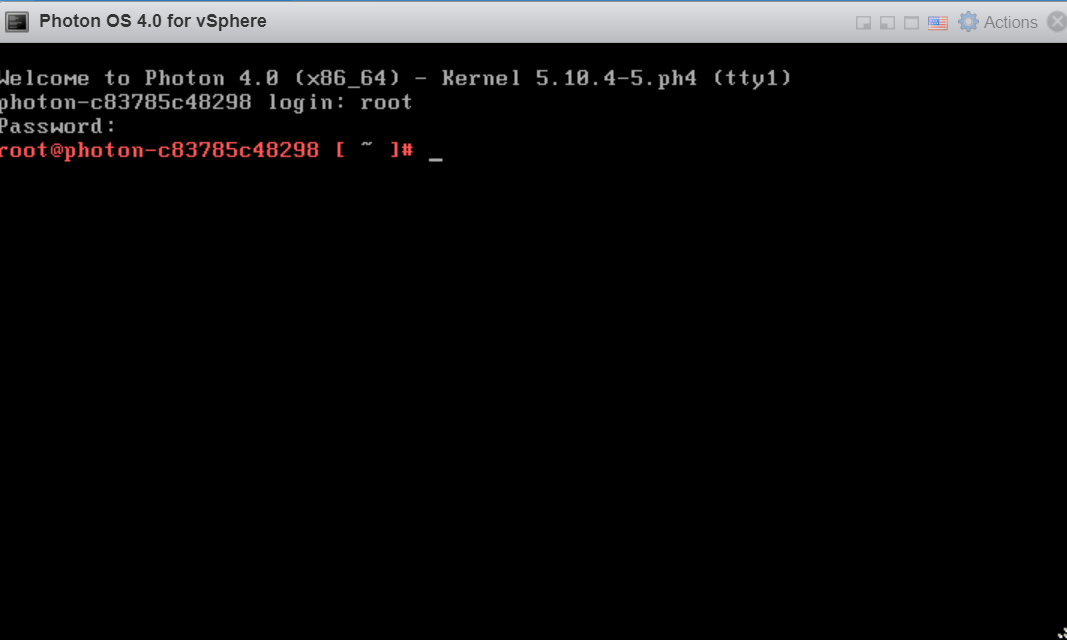 Photon OS 4.0 for vSphere
Actions
Welcome to Photon 4.0 (x86_64) - Kernel 5.10.4-5.ph4 (tty1)
photon-c83785c48298 login: root
Password:
root@photon-c83785c48298 [ ~ ]# _